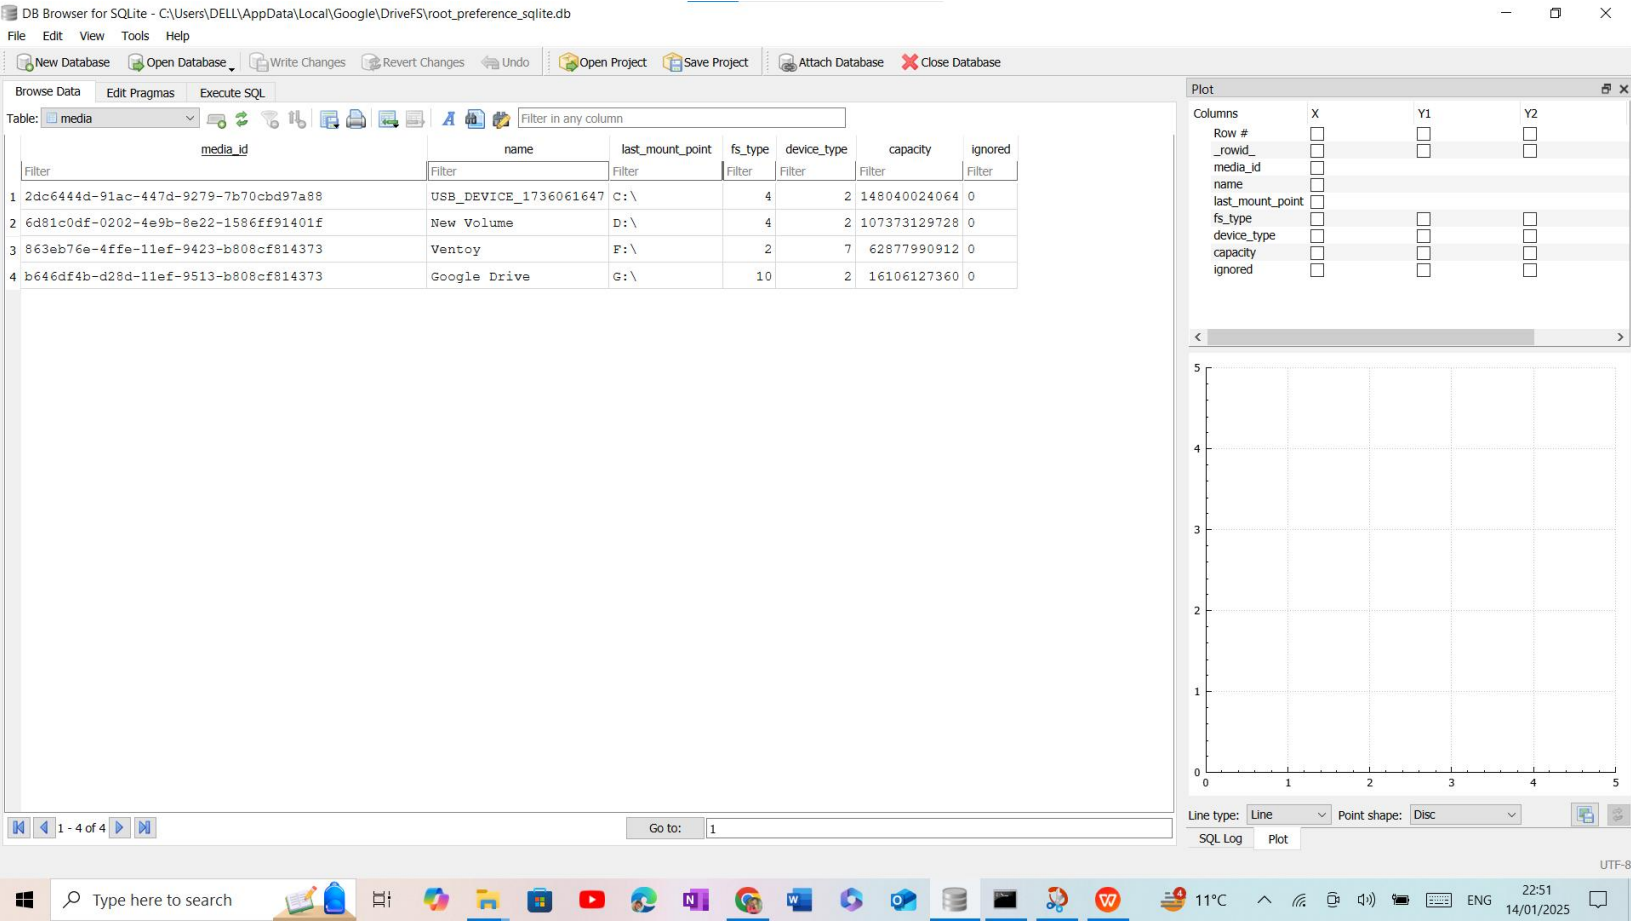 DB Browser for SQLite - C:\Users\DELL\AppData\Local\Google\DriveFS\root_preference_sqlite.db
File Edit View Tools Help
New Database Open Database Write Changes Revert Changes Undo Open Project Save Project Attach Database Close Database
Browse Data Edit Pragmas Execute SQL
Table: media Filter in any column
media_id name last_mount_point fs_type device_type capacity ignored
Filter Filter Filter Filter Filter Filter Filter
1 2dc6444d-91ac-447d-9279-7b70cbd97a88 USB_DEVICE_1736061647 C:\ 4 2 148040024064 0
2 6d81c0df-0202-4e9b-8e22-1586ff91401f New Volume D:\ 4 2 107373129728 0
3 863eb76e-4ffe-11ef-9423-b808cf814373 Ventoy F:\ 2 7 62877990912 0
4 b646df4b-d28d-11ef-9513-b808cf814373 Google Drive G:\ 10 2 16106127360 0
1 - 4 of 4 Go to: 1
Plot
Columns X Y1 Y2
Row #
_rowid_
media_id
name
last_mount_point
fs_type
device_type
capacity
ignored
5
4
3
2
1
0
0 1 2 3 4 5
Line type: Line Point shape: Disc
SQL Log Plot
UTF-8
Type here to search
4 11°C ENG 22:51
14/01/2025